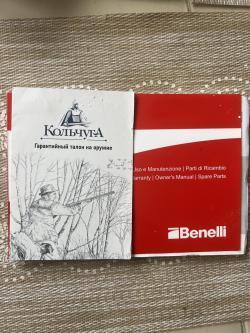 КОЛЬЧУГА
Гарантийный талон на оружие
Uso e Manutenzione | Parti di Ricambio
Warranty | Owner's Manual | Spare Parts
Benelli